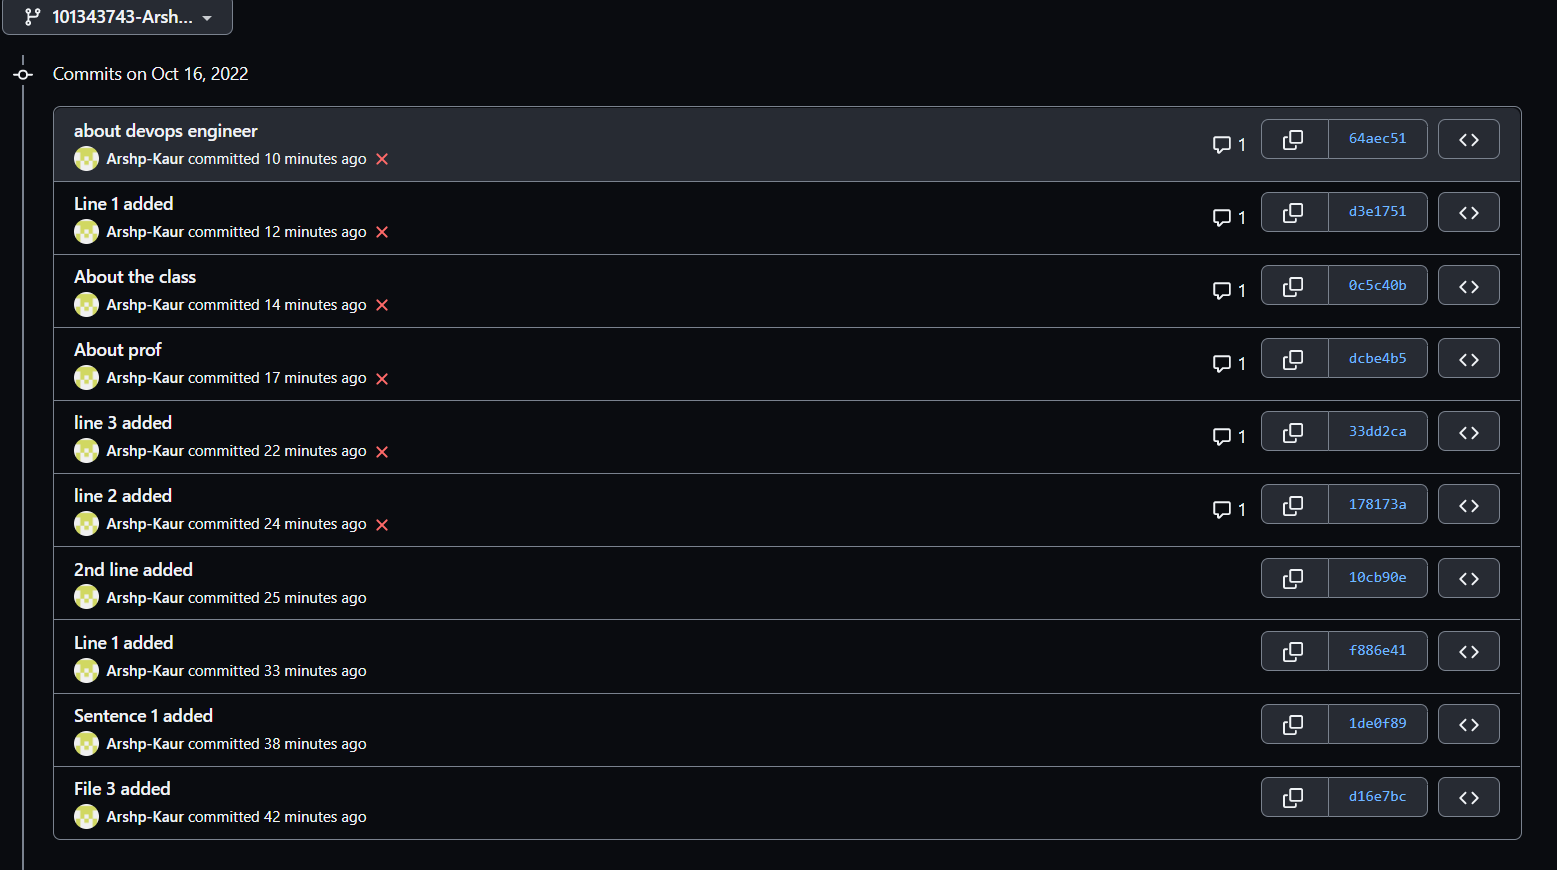 101343743-Arsh...
Commits on Oct 16, 2022
about devops engineer
Arshp-Kaur committed 10 minutes ago
1
64aec51
Line 1 added
Arshp-Kaur committed 12 minutes ago
1
d3e1751
About the class
Arshp-Kaur committed 14 minutes ago
1
0c5c40b
About prof
Arshp-Kaur committed 17 minutes ago
1
dcbe4b5
line 3 added
Arshp-Kaur committed 22 minutes ago
1
33dd2ca
line 2 added
Arshp-Kaur committed 24 minutes ago
1
178173a
2nd line added
Arshp-Kaur committed 25 minutes ago
10cb90e
Line 1 added
Arshp-Kaur committed 33 minutes ago
f886e41
Sentence 1 added
Arshp-Kaur committed 38 minutes ago
1de0f89
File 3 added
Arshp-Kaur committed 42 minutes ago
d16e7bc